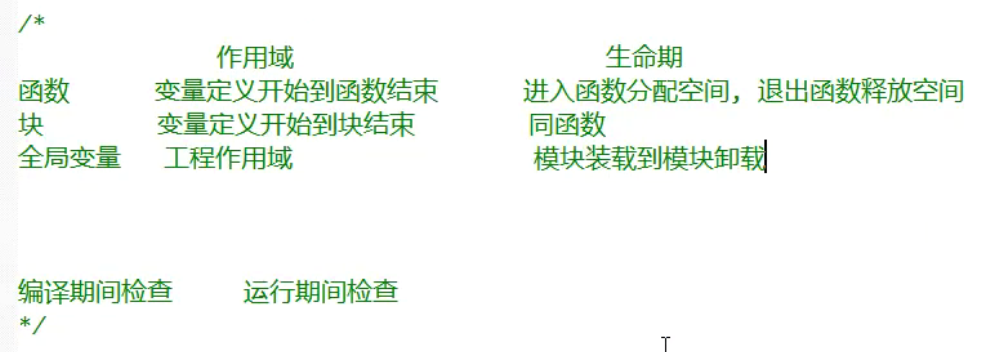 /*
作用域 生命期
函数 变量定义开始到函数结束 进入函数分配空间, 退出函数释放空间
块 变量定义开始到块结束 同函数
全局变量 工程作用域 模块装载到模块卸载
编译期间检查 运行期间检查
*/